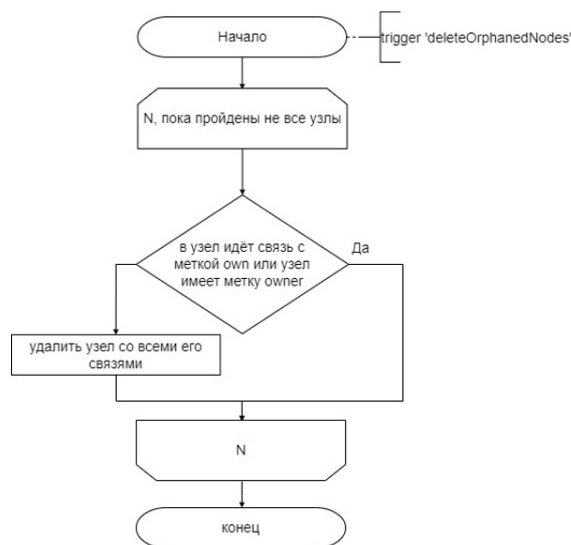 Начало
trigger 'deleteOrphanedNodes'
N, пока пройдены не все узлы
в узел идёт связь с
меткой own или узел
имеет метку owner
Да
удалить узел со всеми его
связями
N
конец